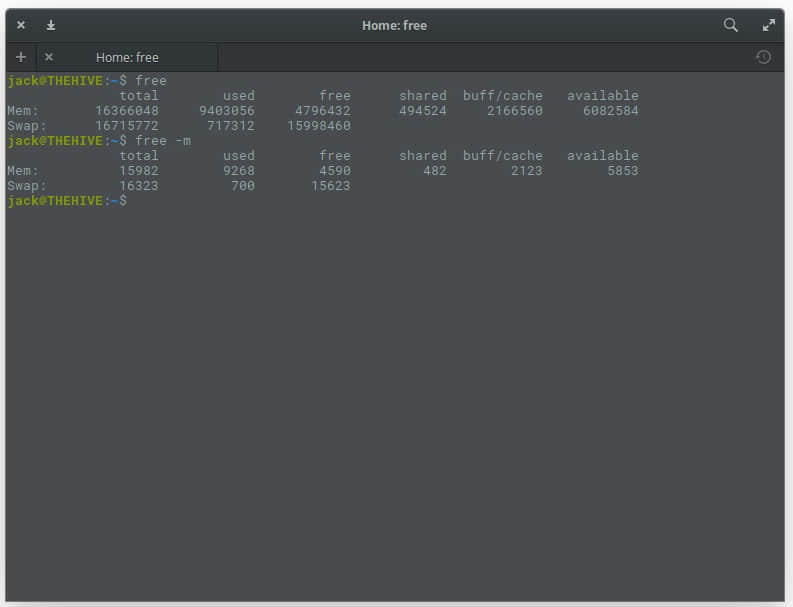 Home: free
Home: free
jack@THEHIVE:~$ free
total used free shared buff/cache available
Mem: 16366048 9403056 4796432 494524 2166560 6082584
Swap: 16715772 717312 15998460
jack@THEHIVE:~$ free -m
total used free shared buff/cache available
Mem: 15982 9268 4590 482 2123 5853
Swap: 16323 700 15623
jack@THEHIVE:~$